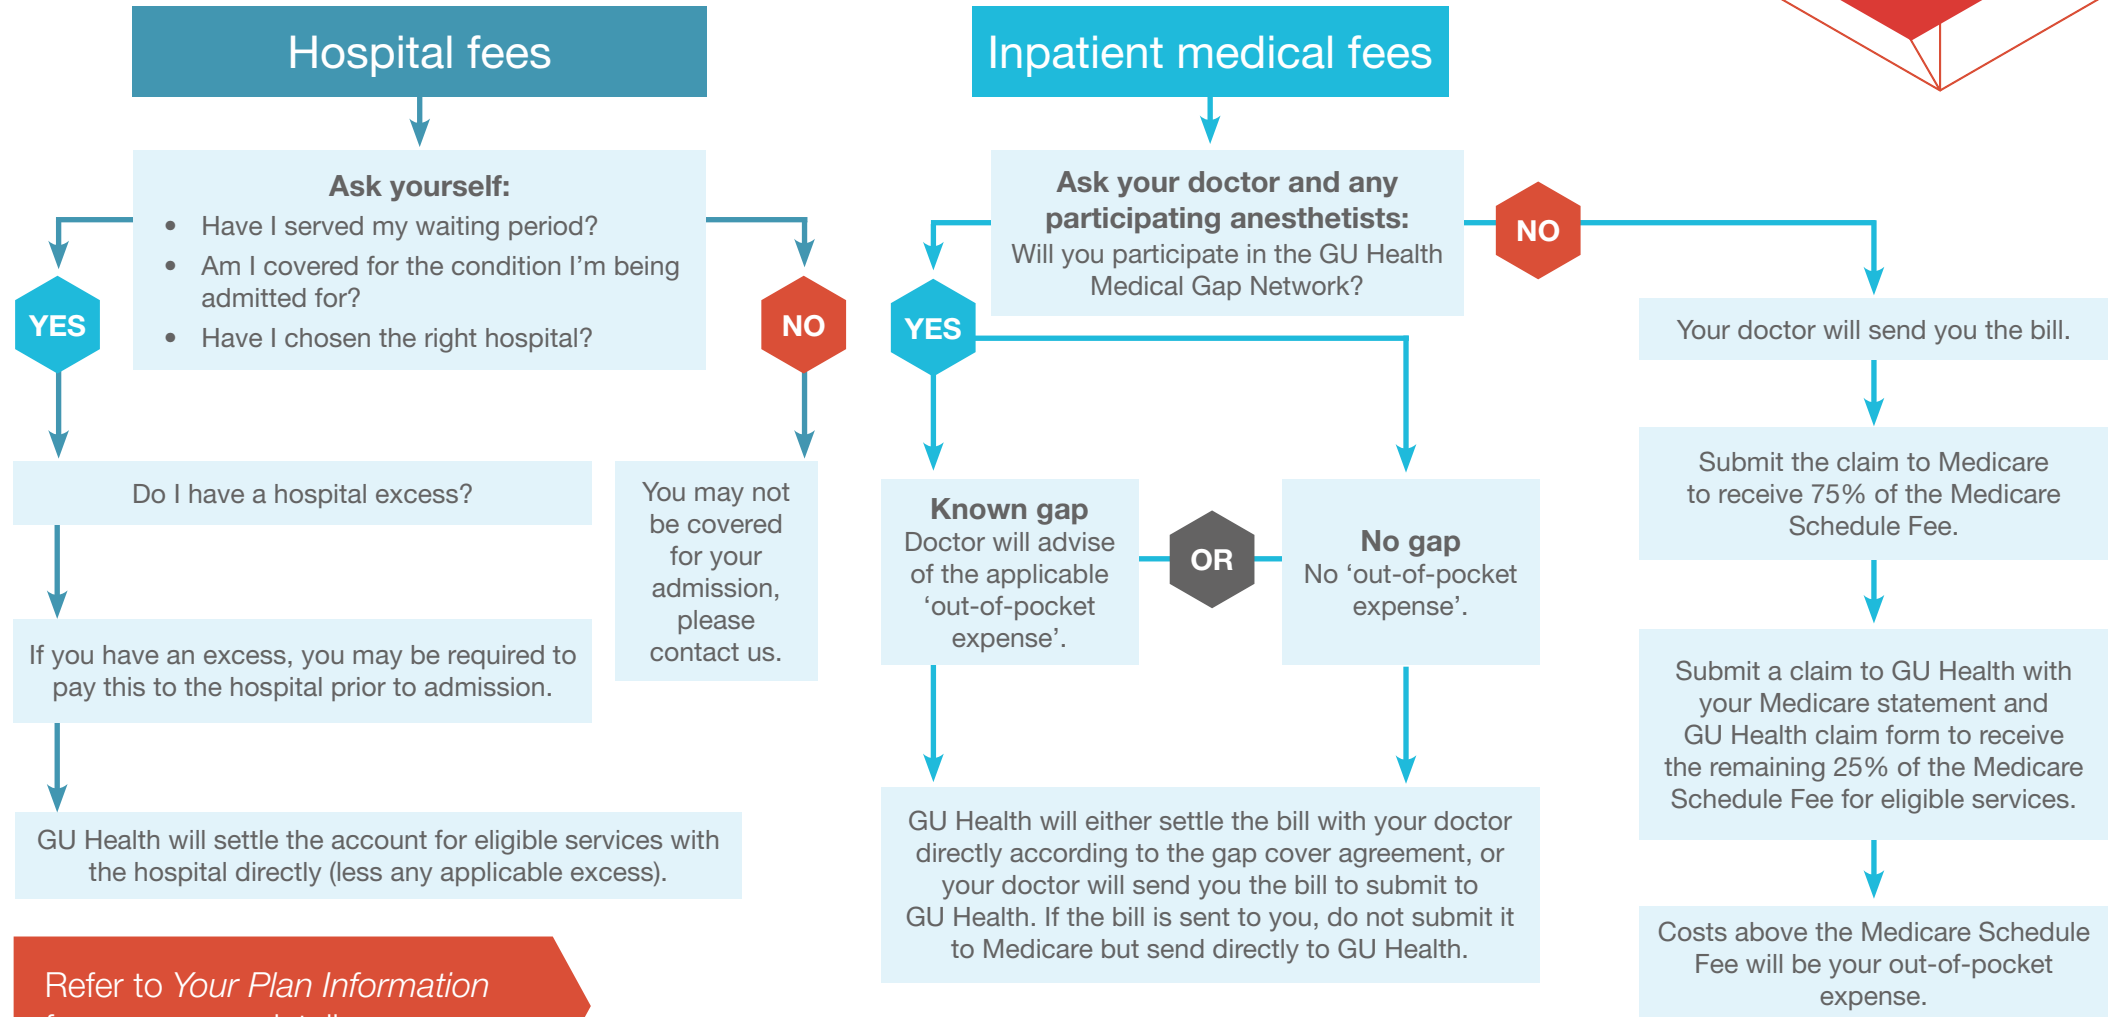 Hospital fees
Ask yourself:
• Have I served my waiting period?
• Am I covered for the condition I'm being
admitted for?
• Have I chosen the right hospital?
YES
NO
Do I have a hospital excess?
If you have an excess, you may be required to
pay this to the hospital prior to admission.
GU Health will settle the account for eligible services with
the hospital directly (less any applicable excess).
You may not
be covered
for your
admission,
please
contact us.
Refer to Your Plan Information
Inpatient medical fees
Ask your doctor and any
participating anesthetists:
Will you participate in the GU Health
Medical Gap Network?
YES
NO
Known gap
Doctor will advise
of the applicable
‘out-of-pocket
expense’.
OR
No gap
No ‘out-of-pocket
expense’.
GU Health will either settle the bill with your doctor
directly according to the gap cover agreement, or
your doctor will send you the bill to submit to
GU Health. If the bill is sent to you, do not submit it
to Medicare but send directly to GU Health.
Your doctor will send you the bill.
Submit the claim to Medicare
to receive 75% of the Medicare
Schedule Fee.
Submit a claim to GU Health with
your Medicare statement and
GU Health claim form to receive
the remaining 25% of the Medicare
Schedule Fee for eligible services.
Costs above the Medicare Schedule
Fee will be your out-of-pocket
expense.